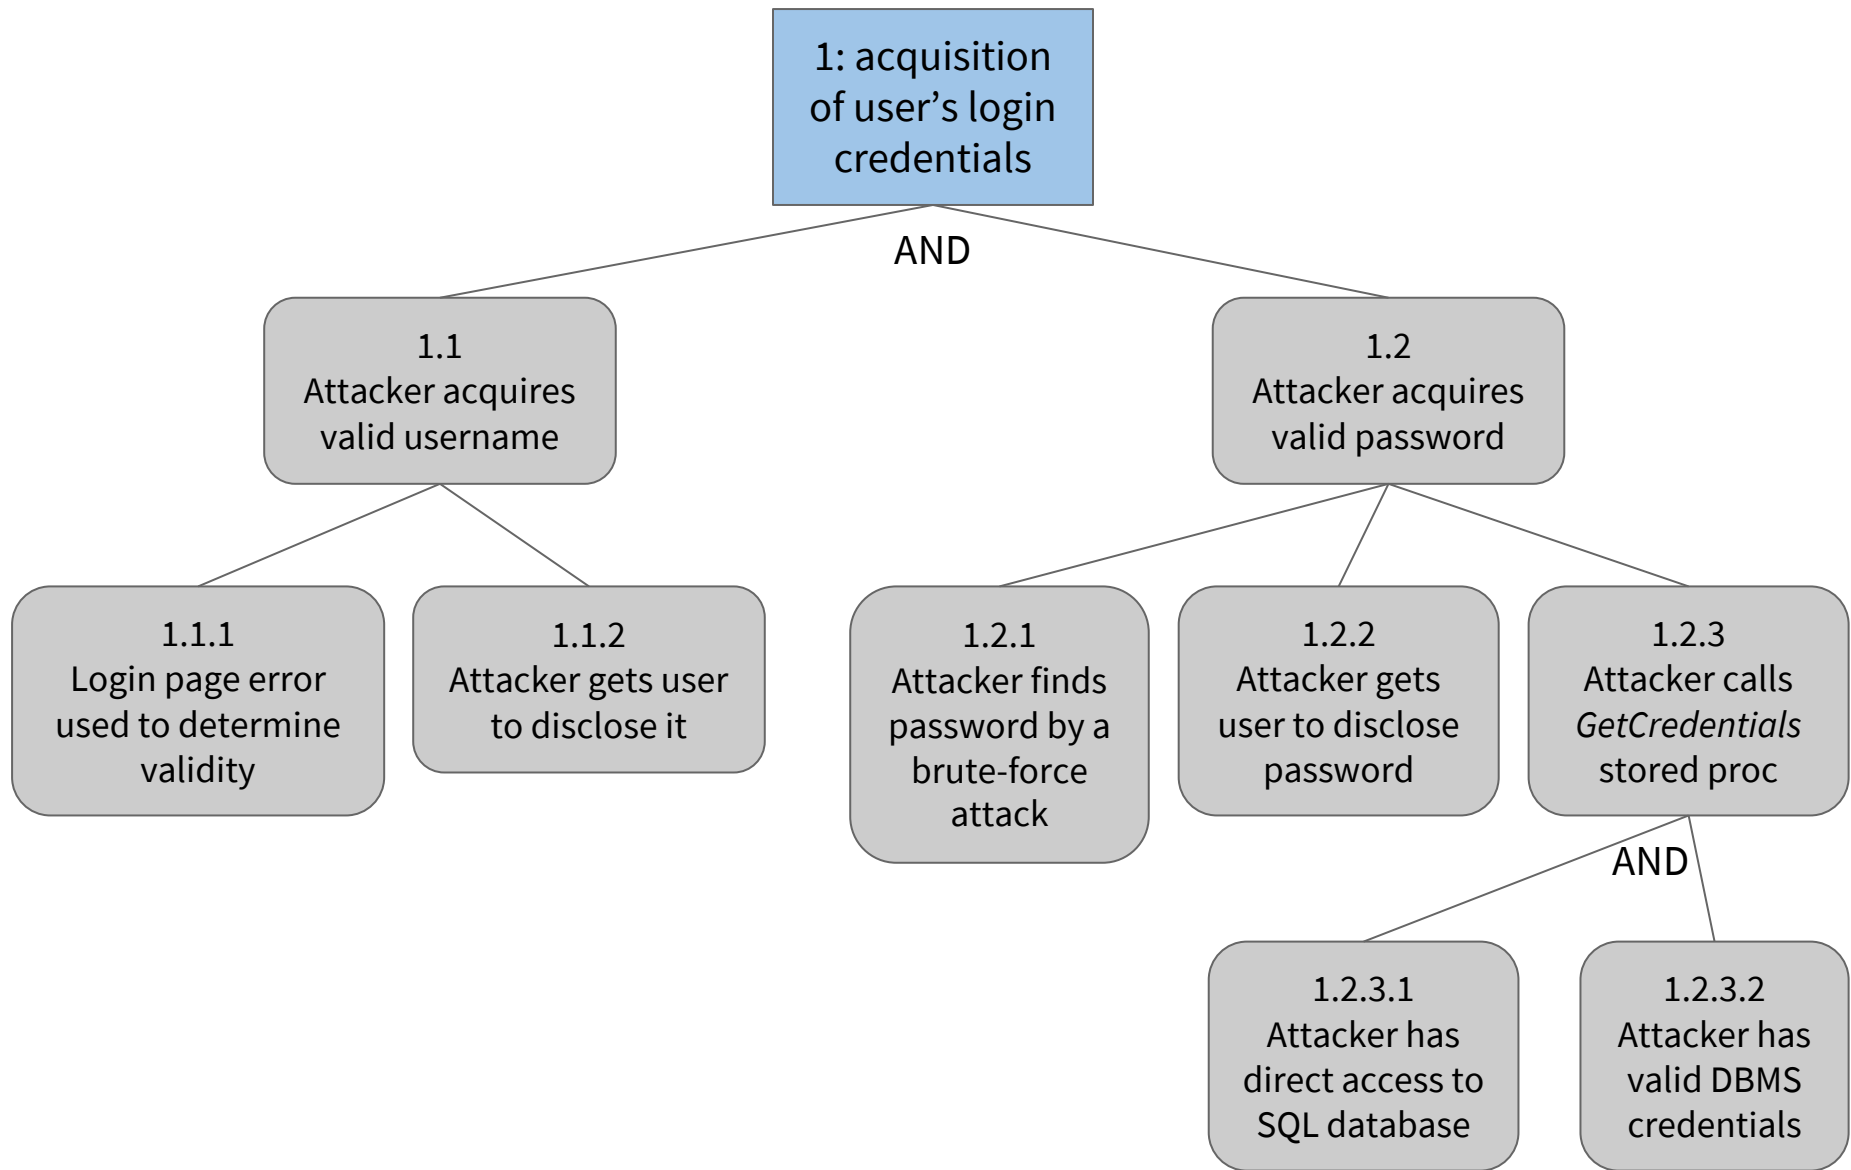 1: acquisition
of user’s login
credentials
AND
1.1
Attacker acquires
valid username
1.2
Attacker acquires
valid password
1.1.1
Login page error
used to determine
validity
1.1.2
Attacker gets user
to disclose it
1.2.1
Attacker finds
password by a
brute-force
attack
1.2.2
Attacker gets
user to disclose
password
1.2.3
Attacker calls
GetCredentials
stored proc
AND
1.2.3.1
Attacker has
direct access to
SQL database
1.2.3.2
Attacker has
valid DBMS
credentials